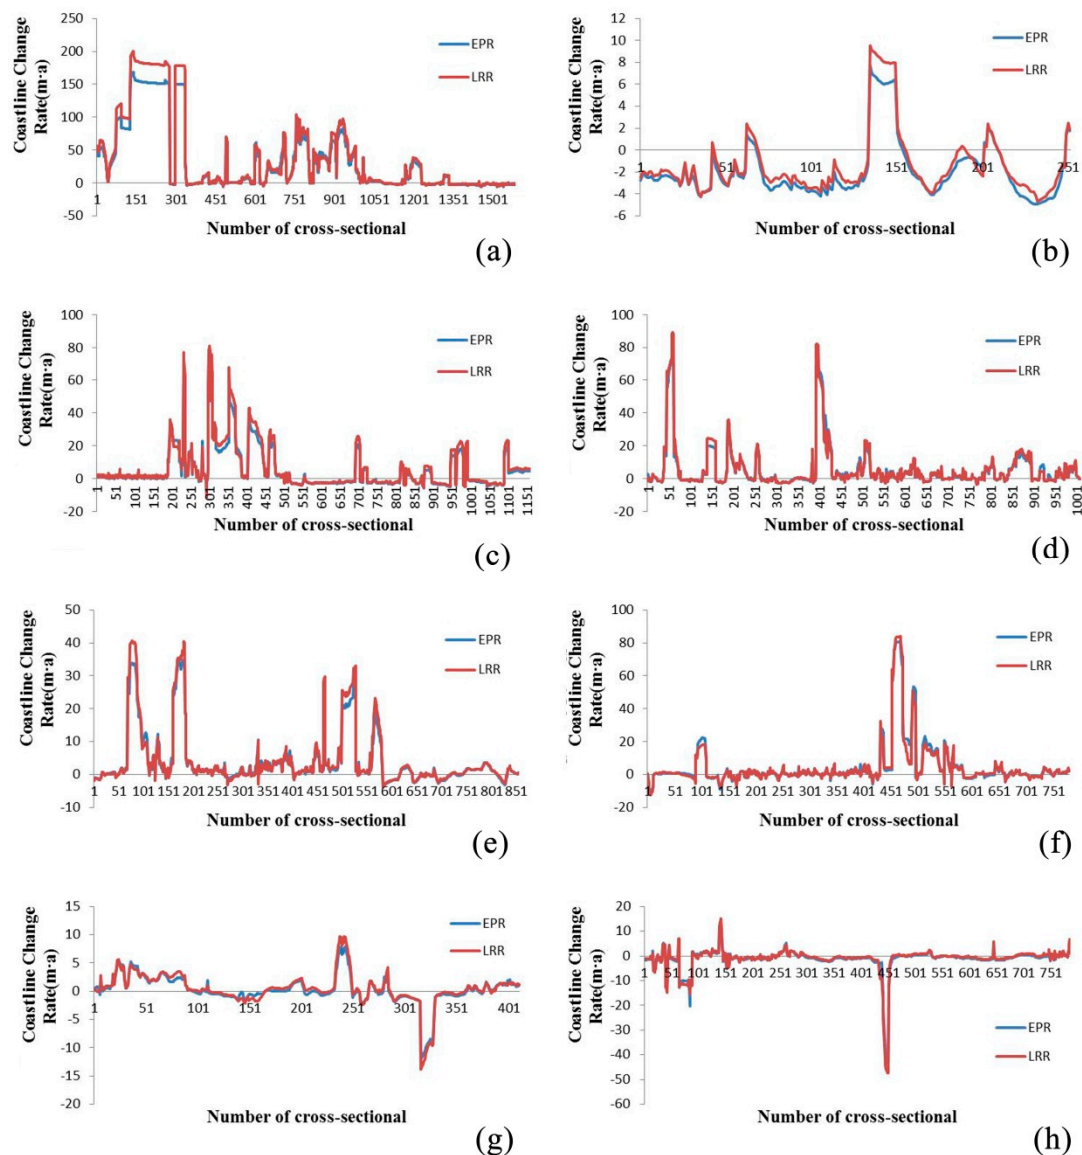 Coastline Change
Rate(m·a)
250
200
150
100
50
0
-50
1 151 301 451 601 751 901 1051 1201 1351 1501
EPR
LRR
Number of cross-sectional
(a)
Coastline Change
Rate(m·a)
12
10
8
6
4
2
0
-2
-4
-6
1 51 101 151 201 251
EPR
LRR
Number of cross-sectional
(b)
Coastline Change
Rate(m·a)
100
80
60
40
20
0
-20
1 51 101 151 201 251 301 351 401 451 501 551 601 651 701 751 801 851 901 951 1001 1051 1101 1151
EPR
LRR
Number of cross-sectional
(c)
Coastline Change
Rate(m·a)
100
80
60
40
20
0
-20
1 51 101 151 201 251 301 351 401 451 501 551 601 651 701 751 801 851 901 951 1001
EPR
LRR
Number of cross-sectional
(d)
Coastline Change
Rate(m·a)
50
40
30
20
10
0
-10
1 51 101 151 201 251 301 351 401 451 501 551 601 651 701 751 801 851
EPR
LRR
Number of cross-sectional
(e)
Coastline Change
Rate(m·a)
100
80
60
40
20
0
-20
1 51 101 151 201 251 301 351 401 451 501 551 601 651 701 751
EPR
LRR
Number of cross-sectional
(f)
Coastline Change
Rate(m·a)
15
10
5
0
-5
-10
-15
-20
1 51 101 151 201 251 301 351 401
EPR
LRR
Number of cross-sectional
(g)
Coastline Change
Rate(m·a)
20
10
0
-10
-20
-30
-40
-50
-60
1 51 101 151 201 251 301 351 401 451 501 551 601 651 701 751
EPR
LRR
Number of cross-sectional
(h)